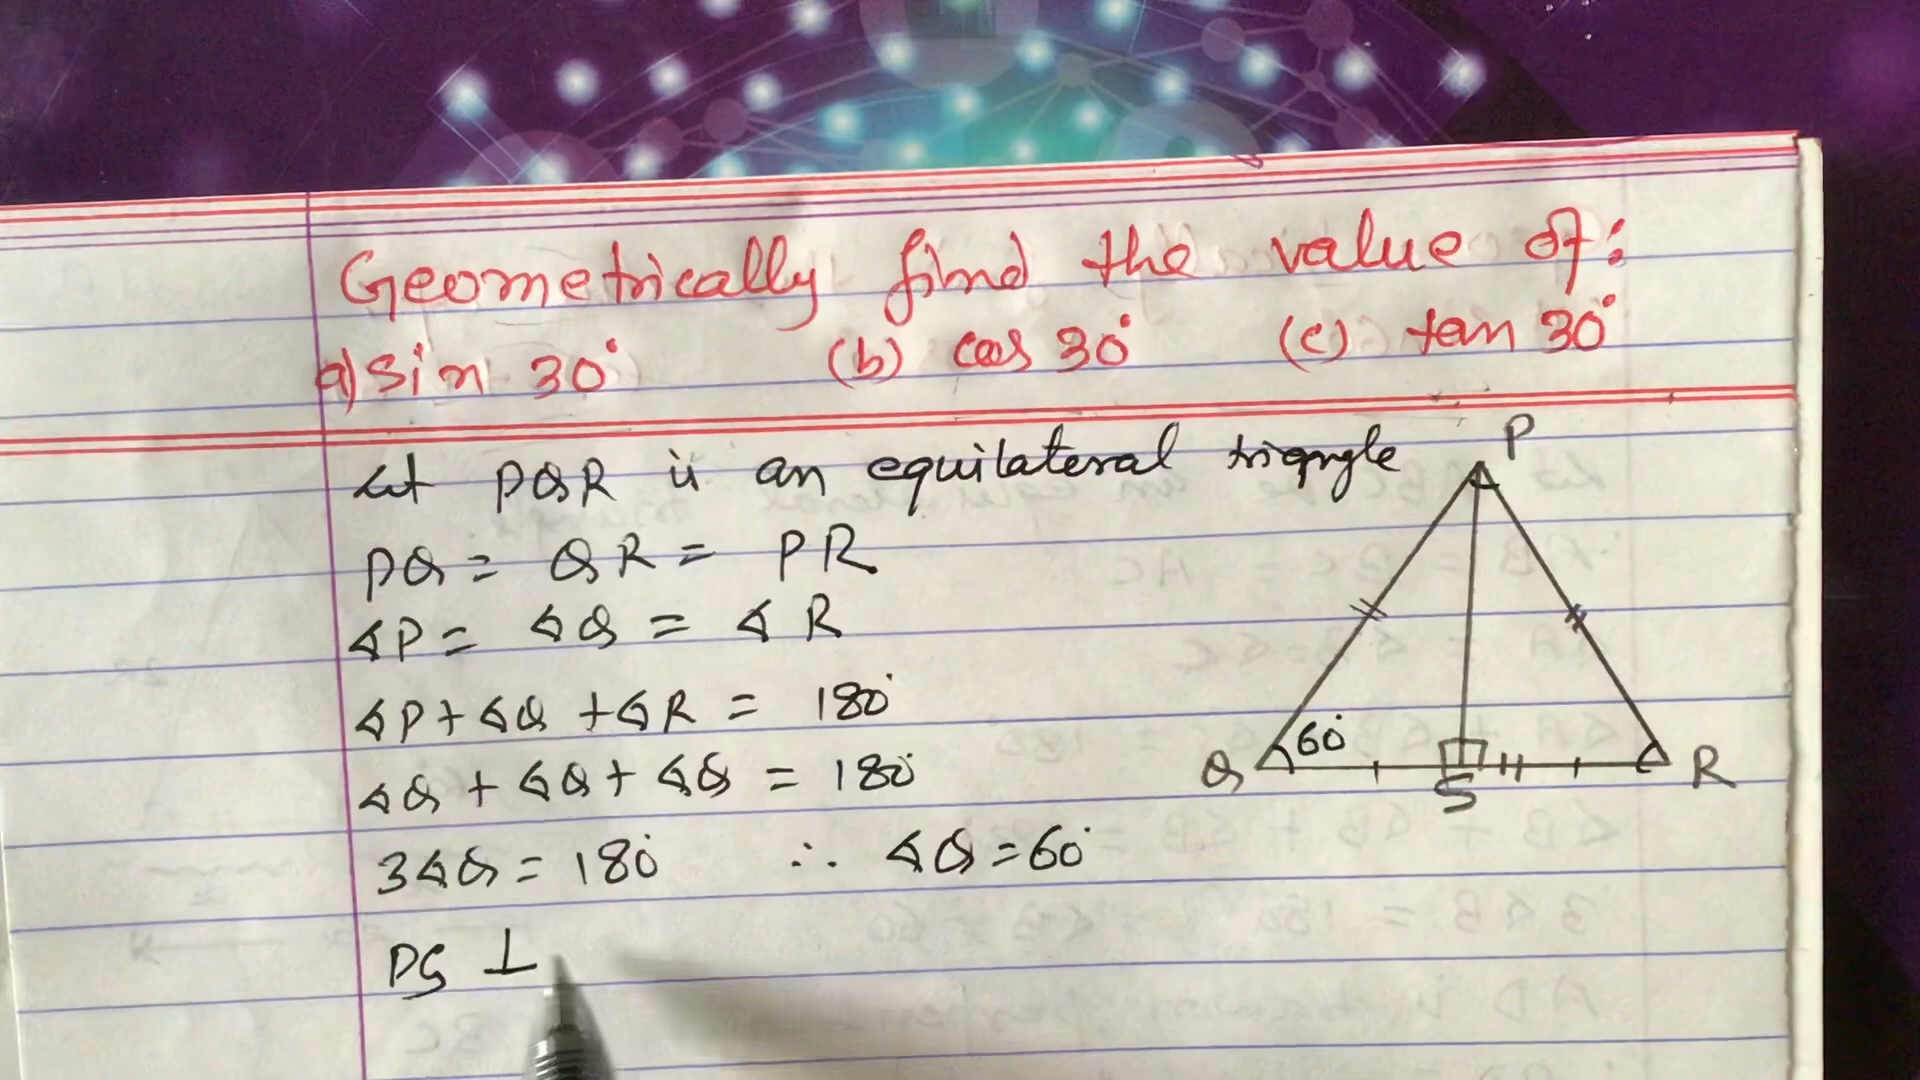 Geometrically find the value of:
a) sin 30° (b) cos 30° (c) tan 30°
Let PQR is an equilateral triangle
PQ = QR = PR
∢P = ∢Q = ∢R
∢P + ∢Q + ∢R = 180°
∢Q + ∢Q + ∢Q = 180°
3∢Q = 180° ∴ ∢Q = 60°
PS ⊥
P
60°
Q S R